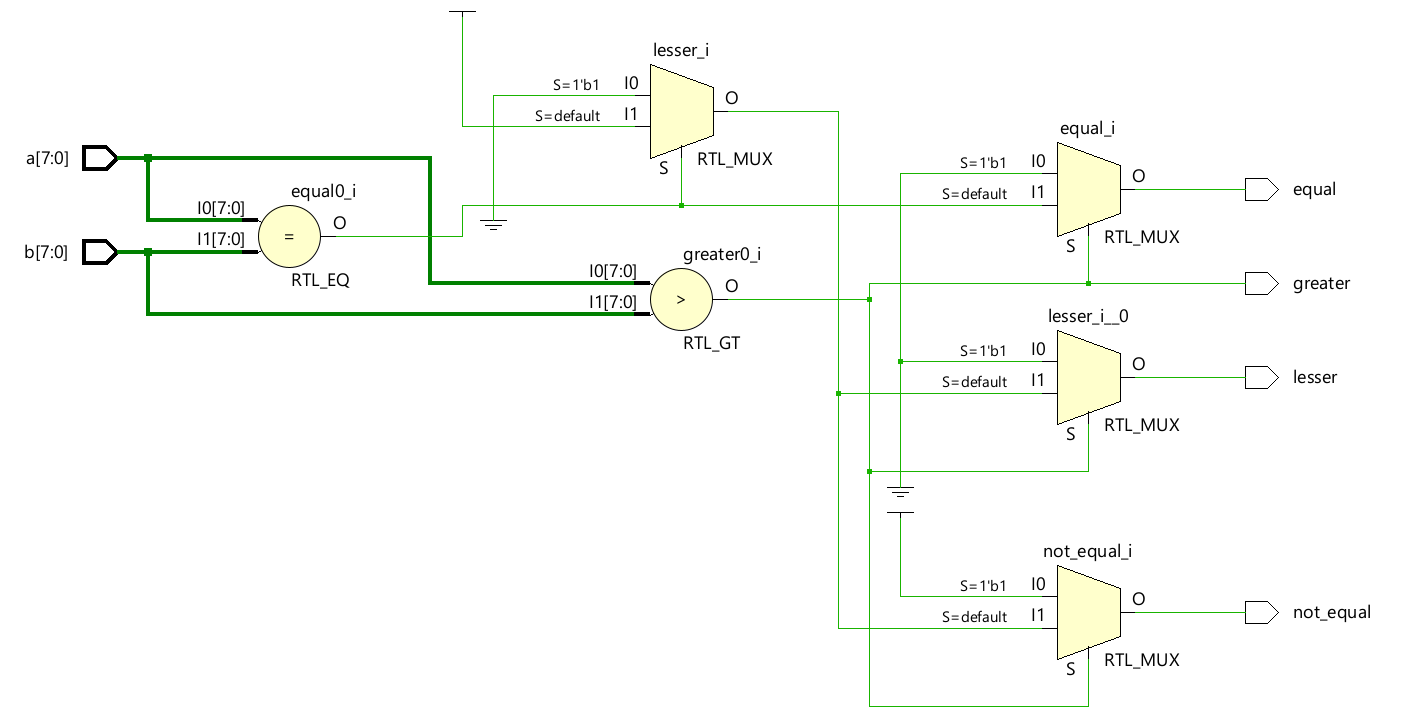 lesser_i
S=1'b1
I0
O
S=default
I1
S
RTL_MUX
a[7:0]
b[7:0]
equal0_i
I0[7:0]
I1[7:0]
O
=
RTL_EQ
greater0_i
I0[7:0]
I1[7:0]
O
>
RTL_GT
equal_i
S=1'b1
I0
O
S=default
I1
S
RTL_MUX
equal
greater
lesser_i__0
S=1'b1
I0
O
S=default
I1
S
RTL_MUX
lesser
not_equal_i
S=1'b1
I0
O
S=default
I1
S
RTL_MUX
not_equal